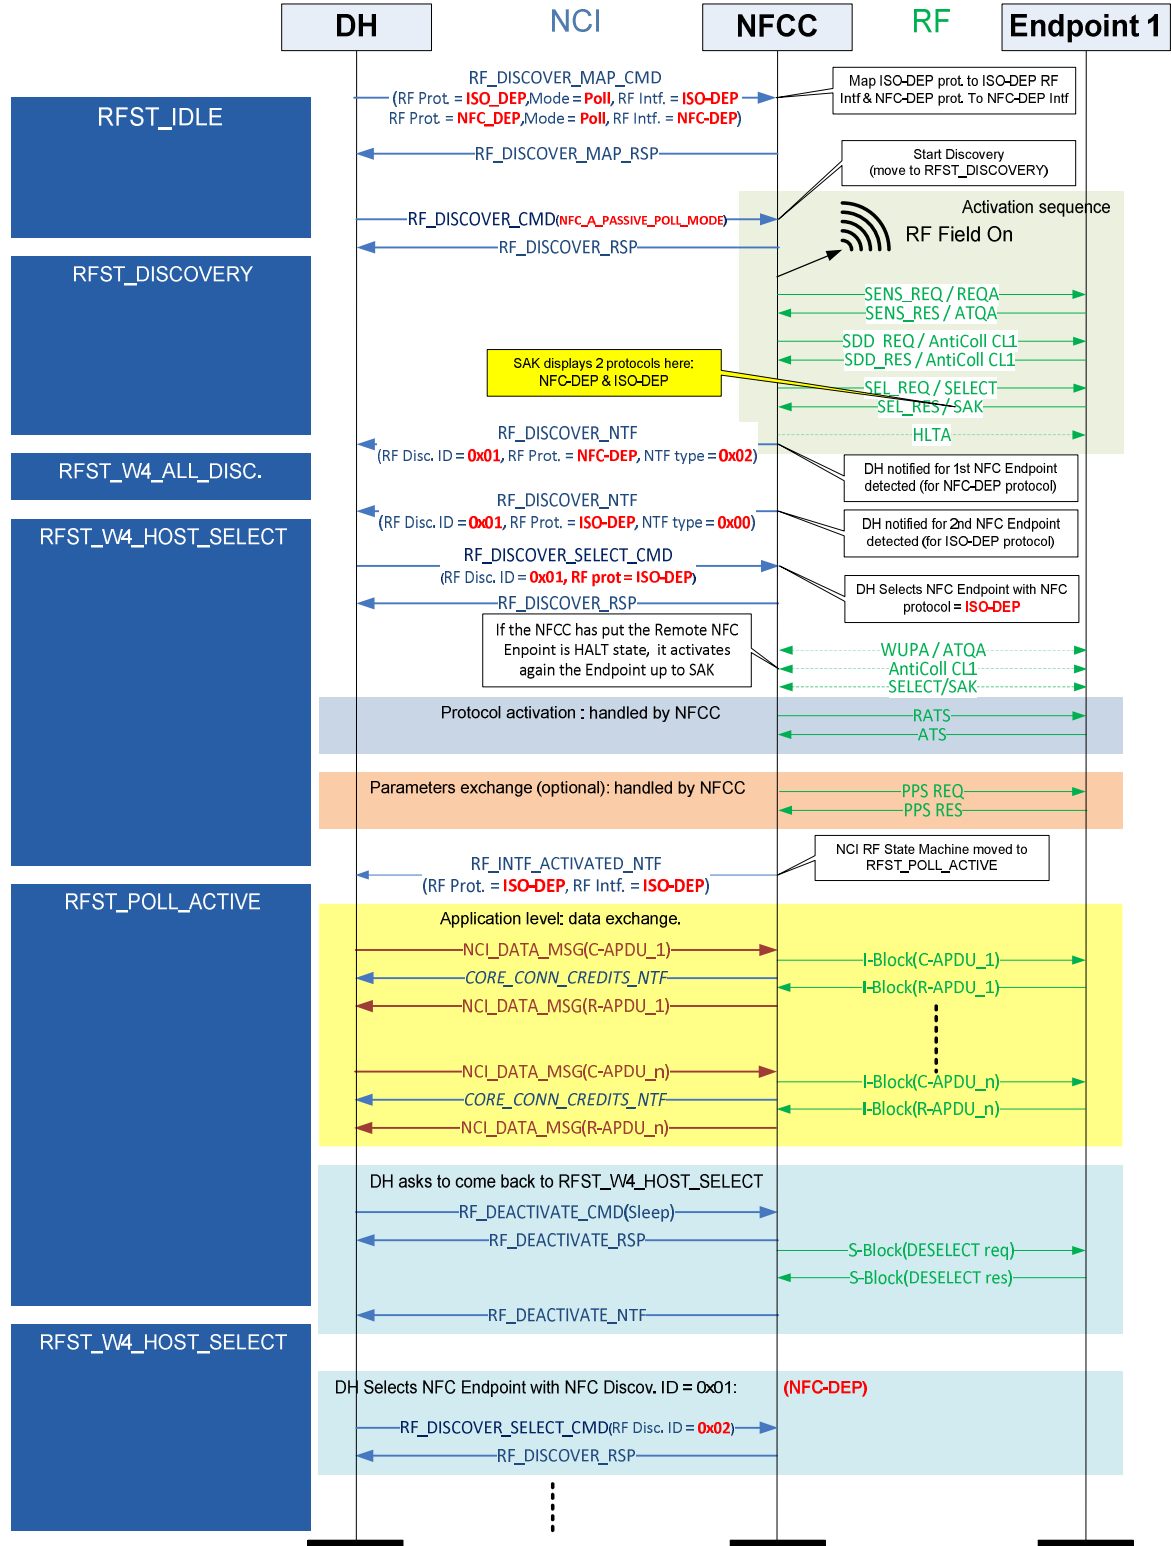 DH
NCI
NFCC
RF
Endpoint 1
RFST_IDLE
RF_DISCOVER_MAP_CMD
(RF Prot. = ISO_DEP,Mode = Poll, RF Intf. = ISO-DEP
RF Prot. = NFC_DEP,Mode = Poll, RF Intf. = NFC-DEP)
Map ISO-DEP prot. to ISO-DEP RF
Intf & NFC-DEP prot. To NFC-DEP Intf
RF_DISCOVER_MAP_RSP
Start Discovery
(move to RFST_DISCOVERY)
RF_DISCOVER_CMD(NFC_A_PASSIVE_POLL_MODE)
Activation sequence
RF Field On
RF_DISCOVER_RSP
RFST_DISCOVERY
SENS_REQ / REQA
SENS_RES / ATQA
SDD_REQ / AntiColl CL1
SDD_RES / AntiColl CL1
SAK displays 2 protocols here:
NFC-DEP & ISO-DEP
SEL_REQ / SELECT
SEL_RES / SAK
HLTA
RF_DISCOVER_NTF
(RF Disc. ID = 0x01, RF Prot. = NFC-DEP, NTF type = 0x02)
RFST_W4_ALL_DISC.
DH notified for 1st NFC Endpoint
detected (for NFC-DEP protocol)
RF_DISCOVER_NTF
(RF Disc. ID = 0x01, RF Prot. = ISO-DEP, NTF type = 0x00)
RFST_W4_HOST_SELECT
DH notified for 2nd NFC Endpoint
detected (for ISO-DEP protocol)
RF_DISCOVER_SELECT_CMD
(RF Disc. ID = 0x01, RF prot = ISO-DEP)
DH Selects NFC Endpoint with NFC
protocol = ISO-DEP
RF_DISCOVER_RSP
If the NFCC has put the Remote NFC
Enpoint is HALT state, it activates
again the Endpoint up to SAK
WUPA / ATQA
AntiColl CL1
SELECT/SAK
Protocol activation : handled by NFCC
RATS
ATS
Parameters exchange (optional): handled by NFCC
PPS REQ
PPS RES
RF_INTF_ACTIVATED_NTF
(RF Prot. = ISO-DEP, RF Intf. = ISO-DEP)
NCI RF State Machine moved to
RFST_POLL_ACTIVE
RFST_POLL_ACTIVE
Application level: data exchange.
NCI_DATA_MSG(C-APDU_1)
I-Block(C-APDU_1)
CORE_CONN_CREDITS_NTF
I-Block(R-APDU_1)
NCI_DATA_MSG(R-APDU_1)
NCI_DATA_MSG(C-APDU_n)
I-Block(C-APDU_n)
CORE_CONN_CREDITS_NTF
I-Block(R-APDU_n)
NCI_DATA_MSG(R-APDU_n)
DH asks to come back to RFST_W4_HOST_SELECT
RF_DEACTIVATE_CMD(Sleep)
RF_DEACTIVATE_RSP
S-Block(DESELECT req)
S-Block(DESELECT res)
RF_DEACTIVATE_NTF
RFST_W4_HOST_SELECT
DH Selects NFC Endpoint with NFC Discov. ID = 0x01: (NFC-DEP)
RF_DISCOVER_SELECT_CMD(RF Disc. ID = 0x02)
RF_DISCOVER_RSP